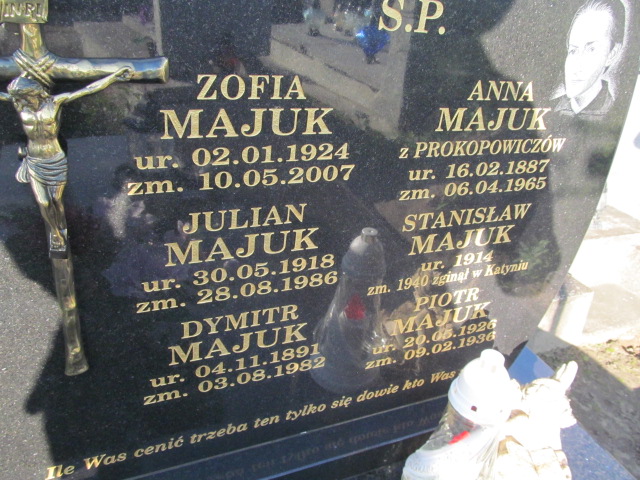 INRI
Ś.P.
ZOFIA
MAJUK
ur. 02.01.1924
zm. 10.05.2007
JULIAN
MAJUK
ur. 30.05.1918
zm. 28.08.1986
DYMITR
MAJUK
ur. 04.11.1891
zm. 03.08.1982
ANNA
MAJUK
z PROKOPOWICZÓW
ur. 16.02.1887
zm. 06.04.1965
STANISŁAW
MAJUK
ur. 1914
zm. 1940 zginął w Katyniu
PIOTR
MAJUK
ur. 20.05.1926
zm. 09.02.1936
Ile Was cenić trzeba ten tylko się dowie kto Was